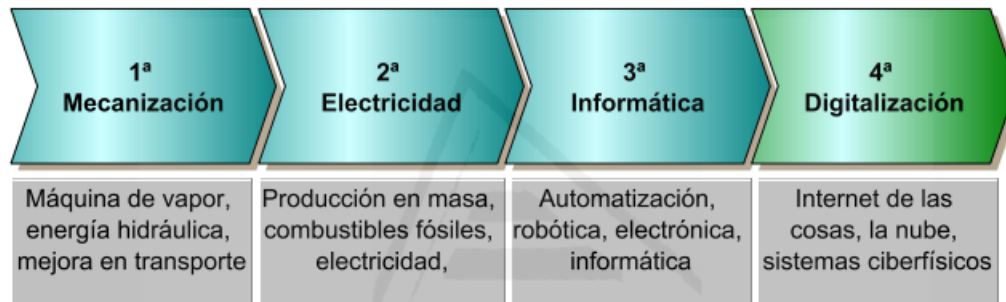 1ª
Mecanización
2ª
Electricidad
3ª
Informática
4ª
Digitalización
Máquina de vapor,
energía hidráulica,
mejora en transporte
Producción en masa,
combustibles fósiles,
electricidad,
Automatización,
robótica, electrónica,
informática
Internet de las
cosas, la nube,
sistemas ciberfísicos